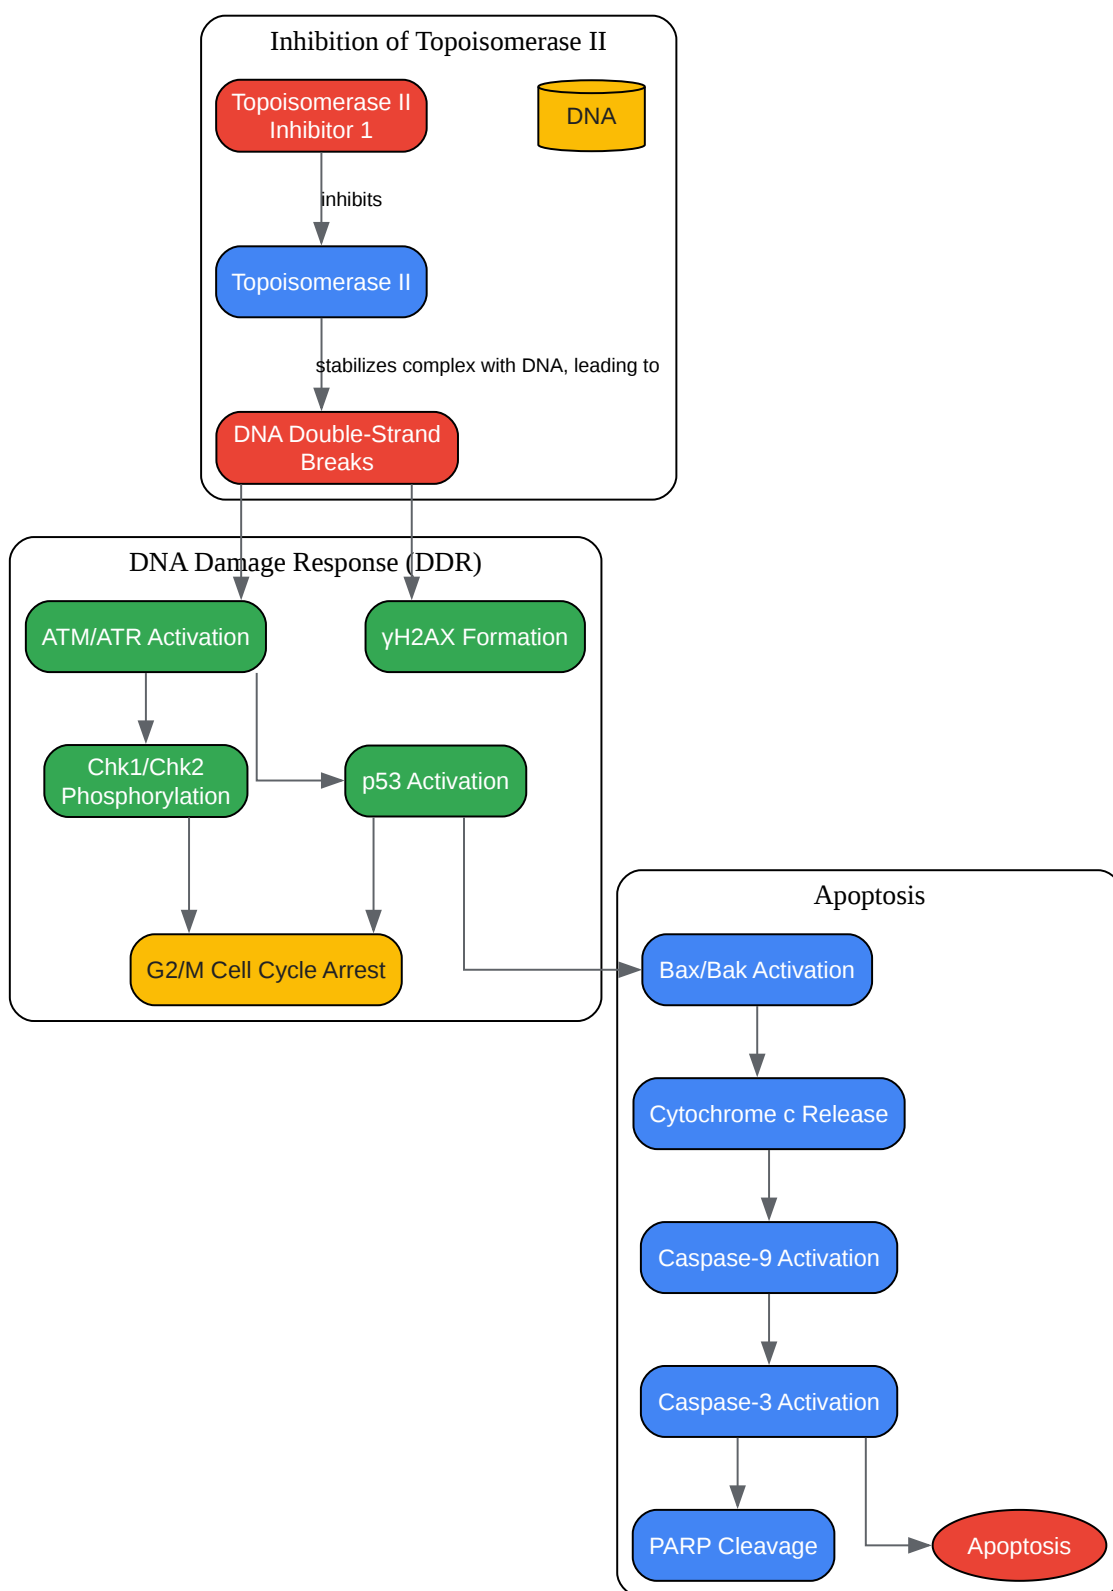 Inhibition of Topoisomerase II
Topoisomerase II
Inhibitor 1
DNA
inhibits
Topoisomerase II
stabilizes complex with DNA, leading to
DNA Double-Strand
Breaks
DNA Damage Response (DDR)
ATM/ATR Activation
γH2AX Formation
Chk1/Chk2
Phosphorylation
p53 Activation
G2/M Cell Cycle Arrest
Apoptosis
Bax/Bak Activation
Cytochrome c Release
Caspase-9 Activation
Caspase-3 Activation
PARP Cleavage
Apoptosis